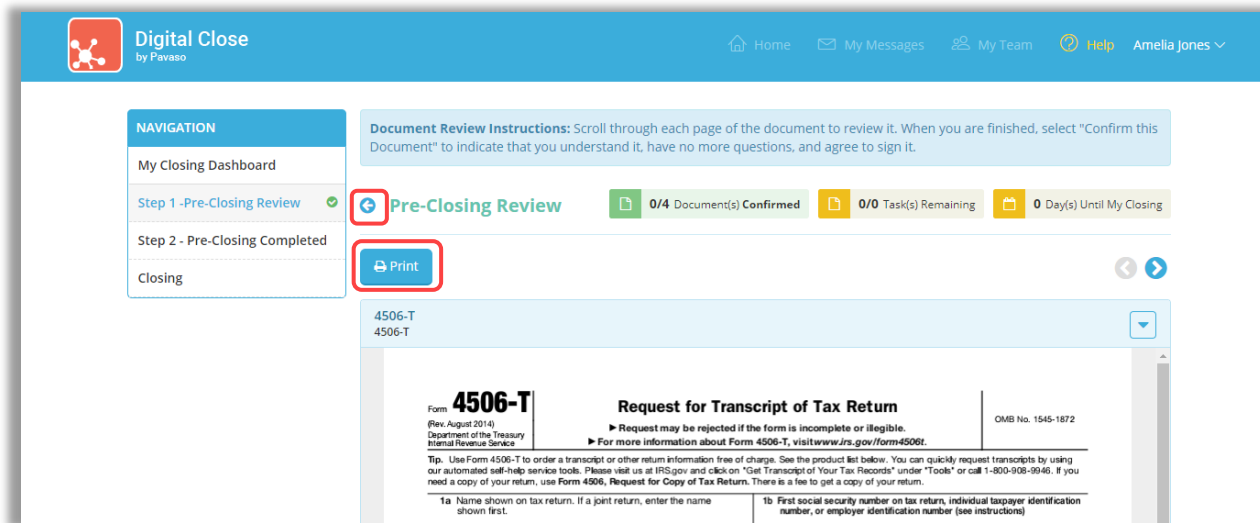 Digital Close
by Pavaso
Home
My Messages
My Team
Help
Amelia Jones
NAVIGATION
My Closing Dashboard
Step 1 -Pre-Closing Review
Step 2 - Pre-Closing Completed
Closing
Document Review Instructions: Scroll through each page of the document to review it. When you are finished, select "Confirm this
Document" to indicate that you understand it, have no more questions, and agree to sign it.
Pre-Closing Review
0/4 Document(s) Confirmed
0/0 Task(s) Remaining
0 Day(s) Until My Closing
Print
4506-T
4506-T
Form 4506-T
(Rev. August 2014)
Department of the Treasury
Internal Revenue Service
Request for Transcript of Tax Return
▶ Request may be rejected if the form is incomplete or illegible.
▶ For more information about Form 4506-T, visit www.irs.gov/form4506t.
OMB No. 1545-1872
Tip. Use Form 4506-T to order a transcript or other return information free of charge. See the product list below. You can quickly request transcripts by using
our automated self-help service tools. Please visit us at IRS.gov and click on "Get Transcript of Your Tax Records" under "Tools" or call 1-800-908-9946. If you
need a copy of your return, use Form 4506, Request for Copy of Tax Return. There is a fee to get a copy of your return.
1a Name shown on tax return. If a joint return, enter the name
shown first.
1b First social security number on tax return, individual taxpayer identification
number, or employer identification number (see instructions)